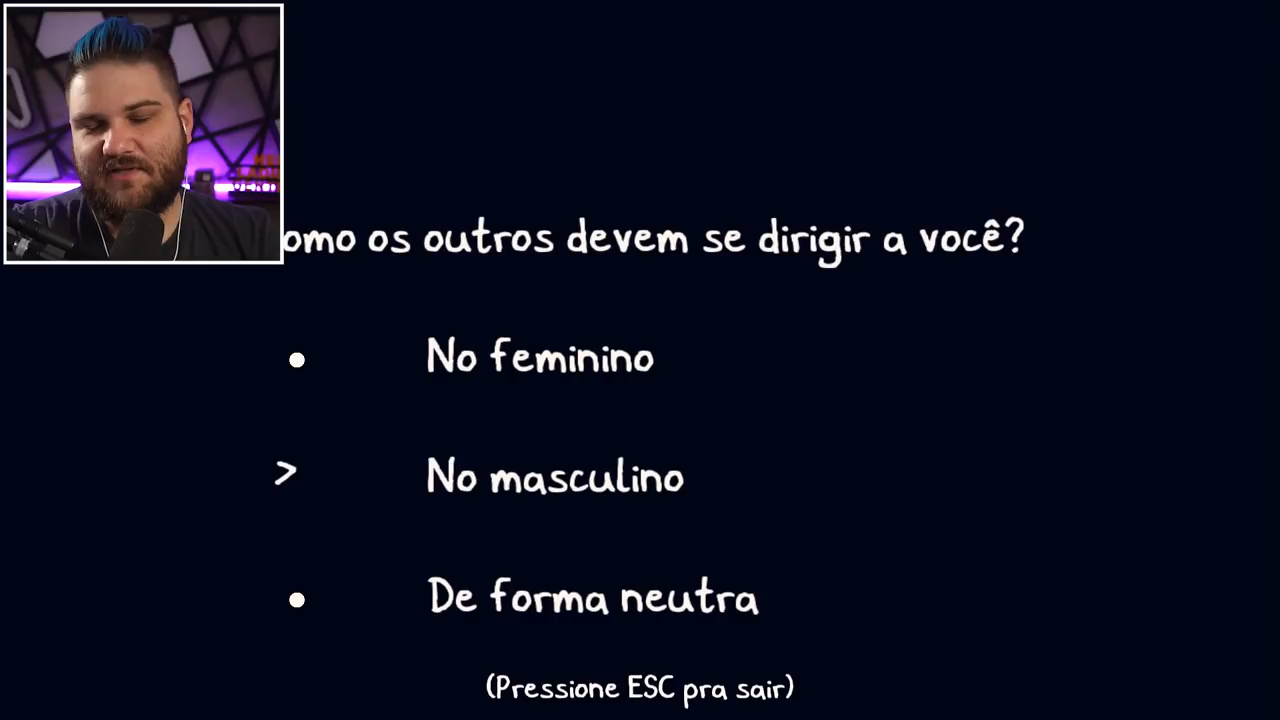 omo os outros devem se dirigir a você?
No feminino
> No masculino
De forma neutra
(Pressione ESC pra sair)